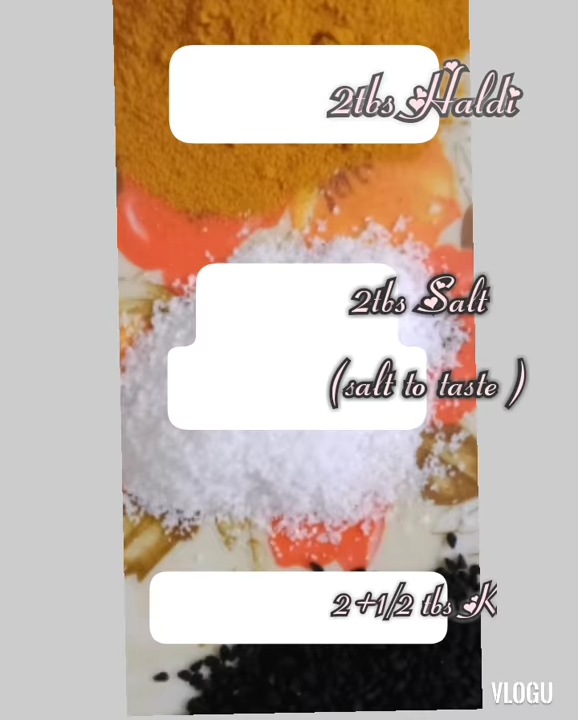 2tbs Haldi
2tbs Salt
(salt to taste )
2+1/2 tbs K
VLOGU